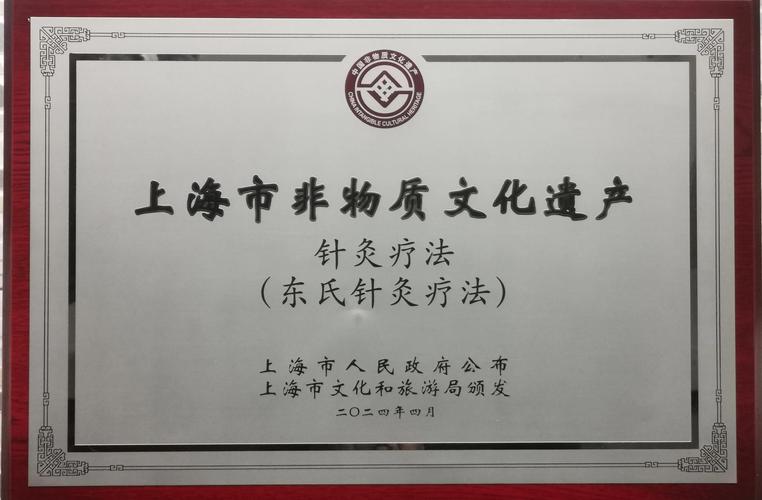 中国非物质文化遗产
CHINA INTANGIBLE CULTURAL HERITAGE
上海市非物质文化遗产
针灸疗法
（东氏针灸疗法）
上海市人民政府公布
上海市文化和旅游局颁发
二〇二四年四月